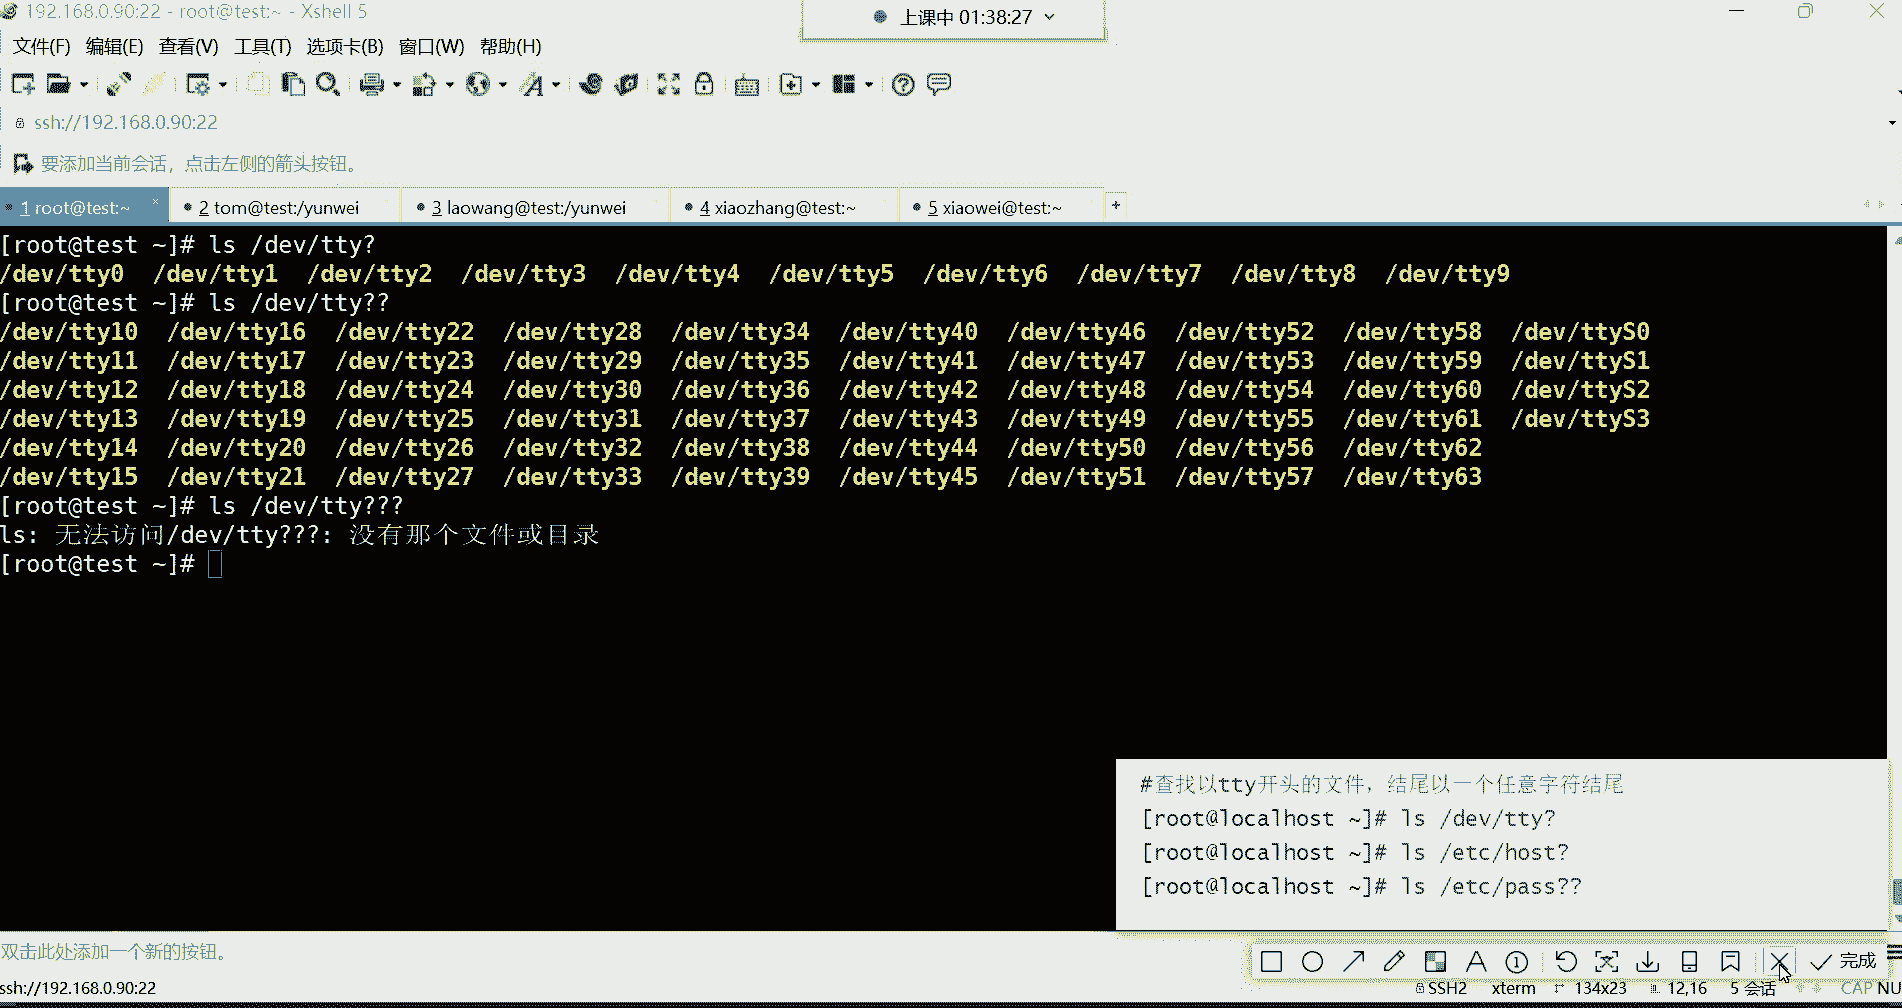 192.168.0.90:22 - root@test:~ - Xshell 5
上课中 01:38:27
文件(F) 编辑(E) 查看(V) 工具(T) 选项卡(B) 窗口(W) 帮助(H)
ssh://192.168.0.90:22
要添加当前会话，点击左侧的箭头按钮。
1 root@test:~ 2 tom@test:/yunwei 3 laowang@test:/yunwei 4 xiaozhang@test:~ 5 xiaowei@test:~
[root@test ~]# ls /dev/tty?
/dev/tty0 /dev/tty1 /dev/tty2 /dev/tty3 /dev/tty4 /dev/tty5 /dev/tty6 /dev/tty7 /dev/tty8 /dev/tty9
[root@test ~]# ls /dev/tty??
/dev/tty10 /dev/tty16 /dev/tty22 /dev/tty28 /dev/tty34 /dev/tty40 /dev/tty46 /dev/tty52 /dev/tty58 /dev/ttyS0
/dev/tty11 /dev/tty17 /dev/tty23 /dev/tty29 /dev/tty35 /dev/tty41 /dev/tty47 /dev/tty53 /dev/tty59 /dev/ttyS1
/dev/tty12 /dev/tty18 /dev/tty24 /dev/tty30 /dev/tty36 /dev/tty42 /dev/tty48 /dev/tty54 /dev/tty60 /dev/ttyS2
/dev/tty13 /dev/tty19 /dev/tty25 /dev/tty31 /dev/tty37 /dev/tty43 /dev/tty49 /dev/tty55 /dev/tty61 /dev/ttyS3
/dev/tty14 /dev/tty20 /dev/tty26 /dev/tty32 /dev/tty38 /dev/tty44 /dev/tty50 /dev/tty56 /dev/tty62
/dev/tty15 /dev/tty21 /dev/tty27 /dev/tty33 /dev/tty39 /dev/tty45 /dev/tty51 /dev/tty57 /dev/tty63
[root@test ~]# ls /dev/tty???
ls: 无法访问/dev/tty???: 没有那个文件或目录
[root@test ~]#
#查找以tty开头的文件，结尾以一个任意字符结尾
[root@localhost ~]# ls /dev/tty?
[root@localhost ~]# ls /etc/host?
[root@localhost ~]# ls /etc/pass??
双击此处添加一个新的按钮。
完成
ssh://192.168.0.90:22 SSH2 xterm 134x23 12,16 5 会话 CAP NU